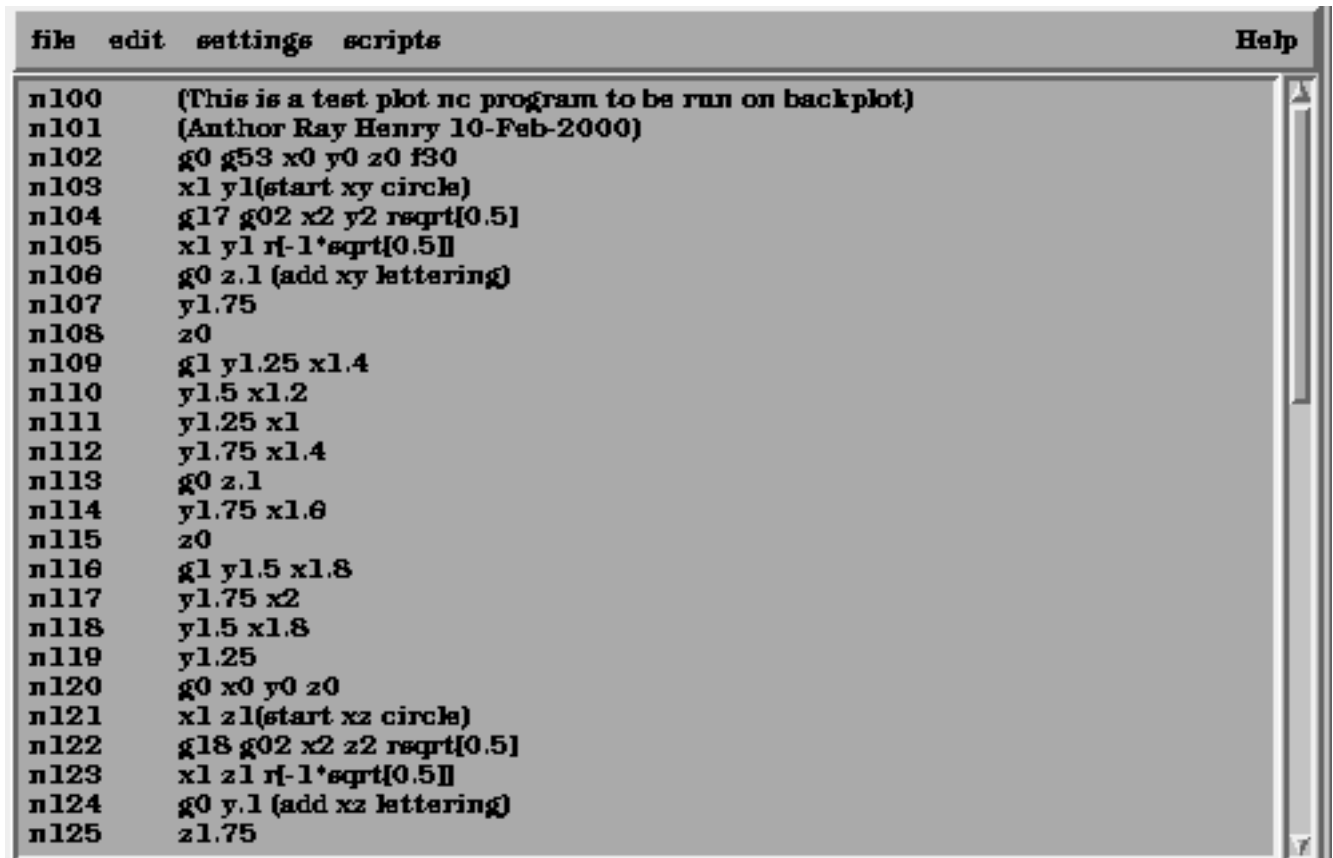 file edit settings scripts Help
n100 (This is a test plot nc program to be run on backplot)
n101 (Author Ray Henry 10-Feb-2000)
n102 g0 g53 x0 y0 z0 f30
n103 x1 y1(start xy circle)
n104 g17 g02 x2 y2 rsqrt[0.5]
n105 x1 y1 r[-1*sqrt[0.5]]
n106 g0 z.1 (add xy lettering)
n107 y1.75
n108 z0
n109 g1 y1.25 x1.4
n110 y1.5 x1.2
n111 y1.25 x1
n112 y1.75 x1.4
n113 g0 z.1
n114 y1.75 x1.6
n115 z0
n116 g1 y1.5 x1.8
n117 y1.75 x2
n118 y1.5 x1.8
n119 y1.25
n120 g0 x0 y0 z0
n121 x1 z1(start xz circle)
n122 g18 g02 x2 z2 rsqrt[0.5]
n123 x1 z1 r[-1*sqrt[0.5]]
n124 g0 y.1 (add xz lettering)
n125 z1.75